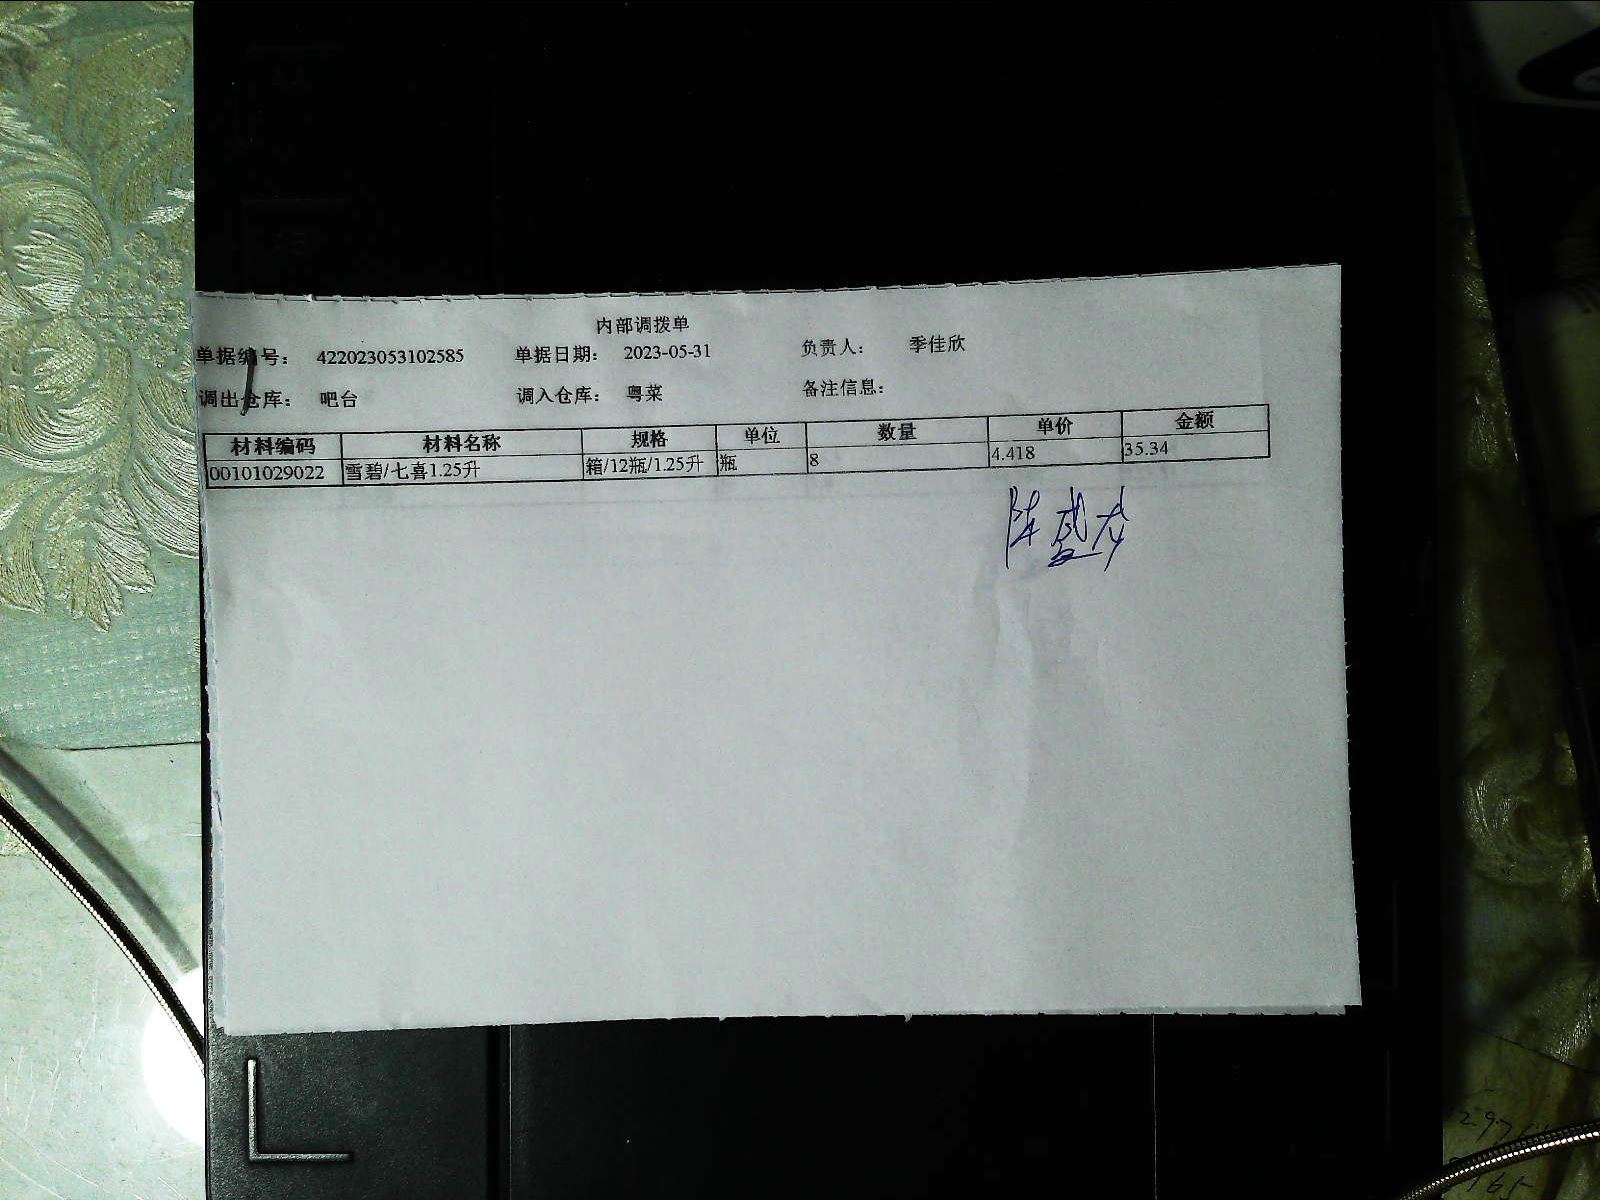 内部调拨单
单据编号： 422023053102585 单据日期： 2023-05-31 负责人： 季佳欣
调出仓库： 吧台 调入仓库： 粤菜 备注信息：
材料编码 材料名称 规格 单位 数量 单价 金额
00101029022 雪碧/七喜1.25升 箱/12瓶/1.25升 瓶 8 4.418 35.34
陈盛龙